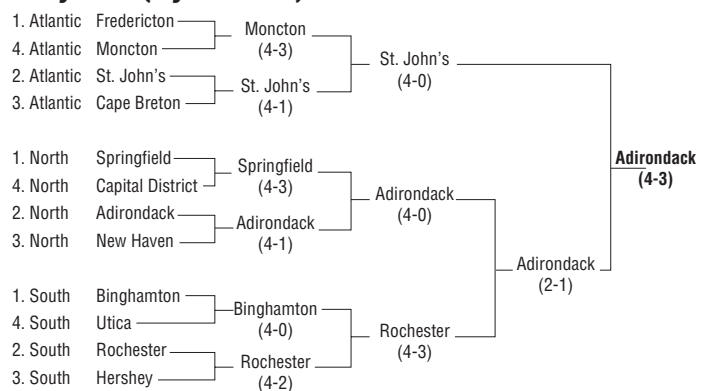 1. Atlantic Fredericton
4. Atlantic Moncton
2. Atlantic St. John's
3. Atlantic Cape Breton
Moncton
(4-3)
St. John's
(4-1)
St. John's
(4-0)
1. North Springfield
4. North Capital District
2. North Adirondack
3. North New Haven
Springfield
(4-3)
Adirondack
(4-1)
Adirondack
(4-0)
1. South Binghamton
4. South Utica
2. South Rochester
3. South Hershey
Binghamton
(4-0)
Rochester
(4-2)
Rochester
(4-3)
Adirondack
(2-1)
Adirondack
(4-3)